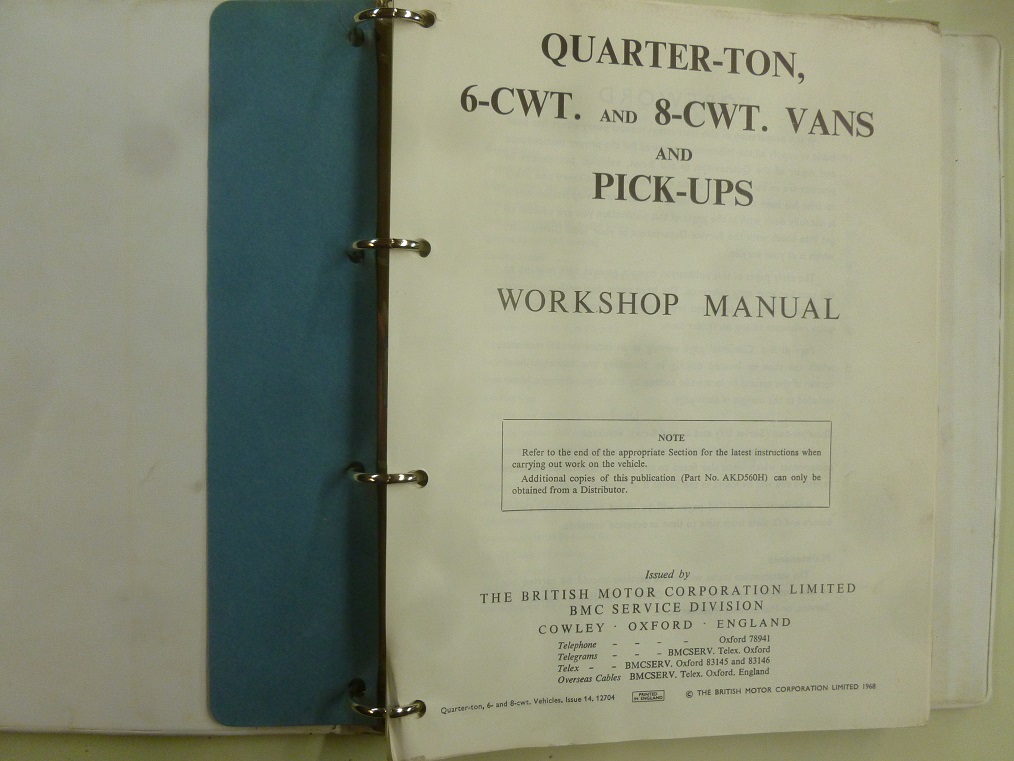 QUARTER-TON,
6-CWT. AND 8-CWT. VANS
AND
PICK-UPS
WORKSHOP MANUAL
NOTE
Refer to the end of the appropriate Section for the latest instructions when
carrying out work on the vehicle.
Additional copies of this publication (Part No. AKD560H) can only be
obtained from a Distributor.
Issued by
THE BRITISH MOTOR CORPORATION LIMITED
BMC SERVICE DIVISION
COWLEY · OXFORD · ENGLAND
Telephone – – – – Oxford 78941
Telegrams – – – BMCSERV. Telex. Oxford
Telex – – BMCSERV. Oxford 83145 and 83146
Overseas Cables BMCSERV. Telex. Oxford. England
Quarter-ton, 6- and 8-cwt. Vehicles. Issue 14. 12704
PRINTED
IN ENGLAND
© THE BRITISH MOTOR CORPORATION LIMITED 1968